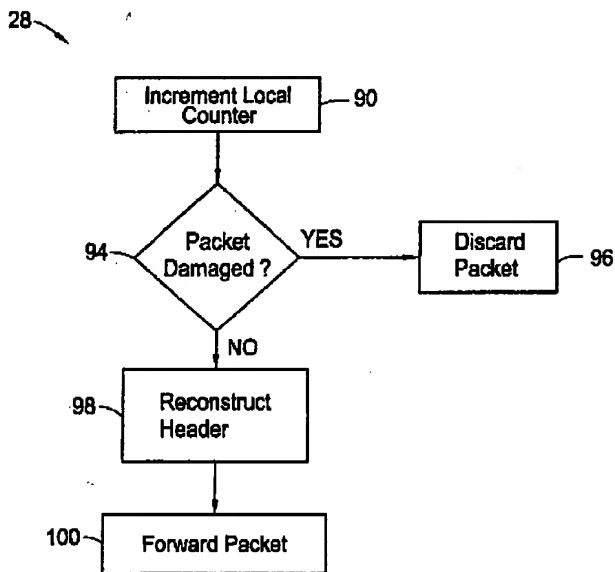 28
Increment Local
Counter
90
94
Packet
Damaged ?
YES
Discard
Packet
96
NO
98
Reconstruct
Header
100
Forward Packet